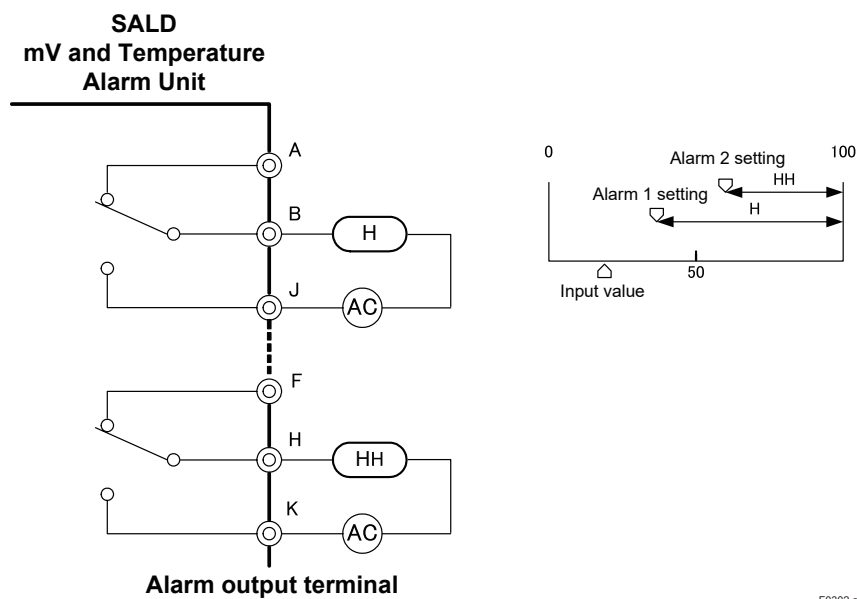 SALD
mV and Temperature
Alarm Unit
A
B
H
J
AC
F
H
HH
K
AC
Alarm output terminal
0
100
Alarm 2 setting
HH
Alarm 1 setting
H
50
Input value